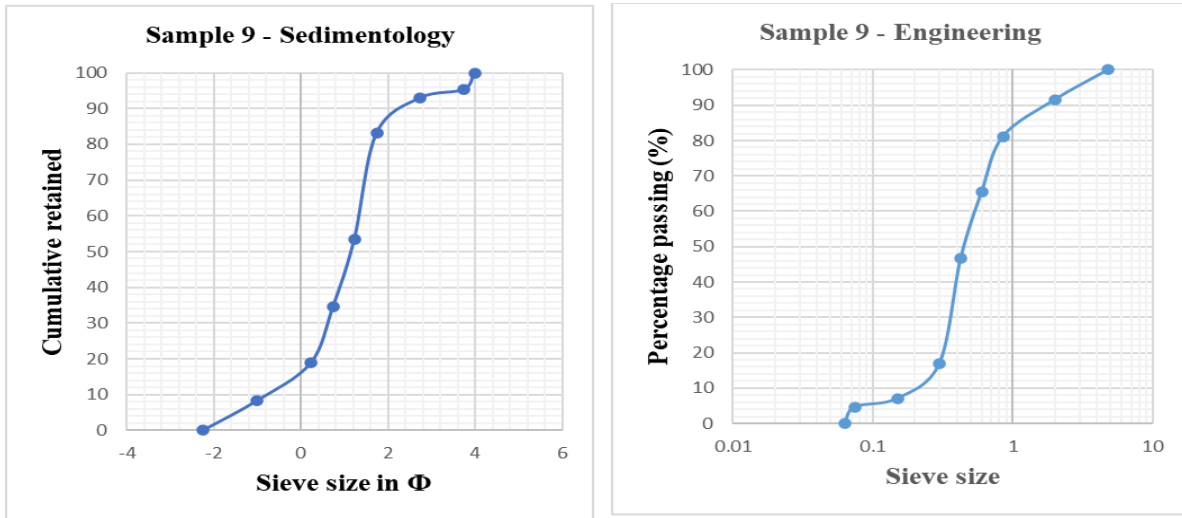 Sample 9 - Sedimentology
Cumulative retained
100
90
80
70
60
50
40
30
20
10
0
-4 -2 0 2 4 6
Sieve size in Φ
Sample 9 - Engineering
Percentage passing (%)
100
90
80
70
60
50
40
30
20
10
0
0.01 0.1 1 10
Sieve size